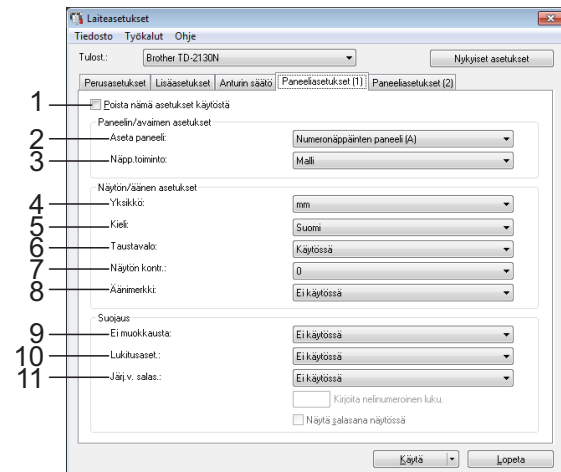 Laiteasetukset
Tiedosto Työkalut Ohje
Tulost.: Brother TD-2130N Nykyiset asetukset
Perusasetukset Lisäasetukset Anturin säätö Paneeliasetukset (1) Paneeliasetukset (2)
1 Poista nämä asetukset käytöstä
Paneelin/avaimen asetukset
2 Aseta paneeli: Numeronäppäinten paneeli (A)
3 Näpp.toiminto: Malli
Näytön/äänen asetukset
4 Yksikkö: mm
5 Kieli: Suomi
6 Taustavalo: Käytössä
7 Näytön kontr.: 0
8 Äänimerkki: Ei käytössä
Suojaus
9 Ei muokkausta: Ei käytössä
10 Lukitusaset.: Ei käytössä
11 Järj.v. salas.: Ei käytössä
Kirjoita nelinumeroinen luku.
Näytä salasana näytössä
Käytä Lopeta